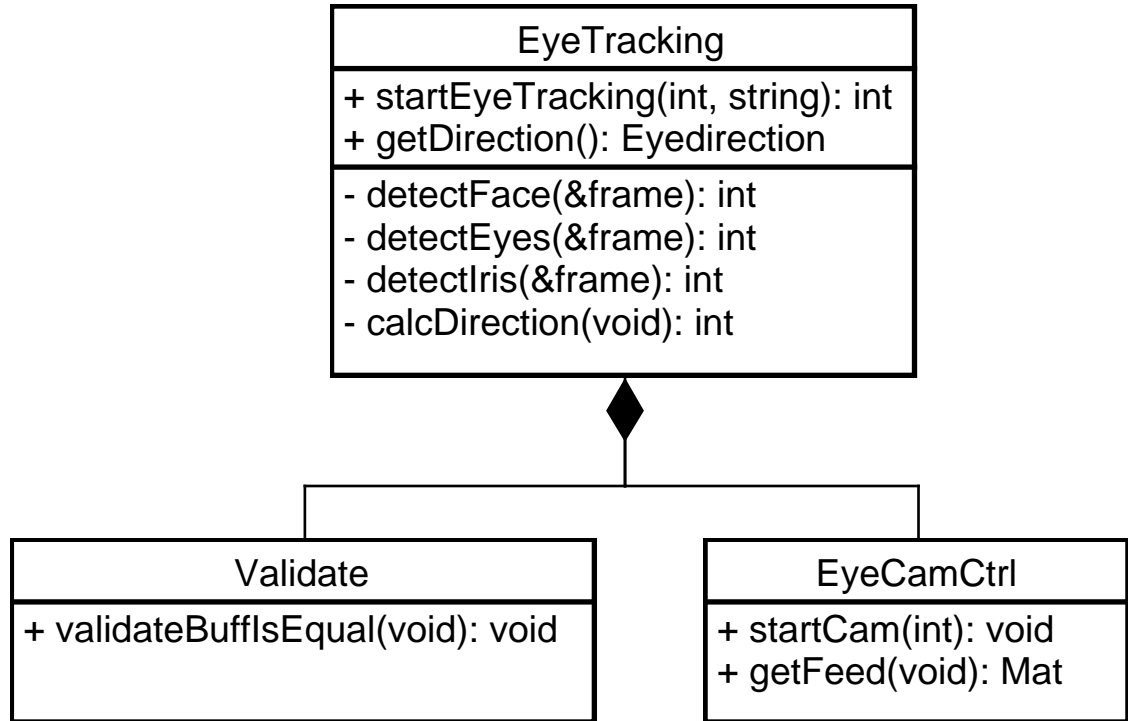 EyeTracking
+ startEyeTracking(int, string): int
+ getDirection(): Eyedirection
- detectFace(&frame): int
- detectEyes(&frame): int
- detectIris(&frame): int
- calcDirection(void): int
Validate
+ validateBuffIsEqual(void): void
EyeCamCtrl
+ startCam(int): void
+ getFeed(void): Mat